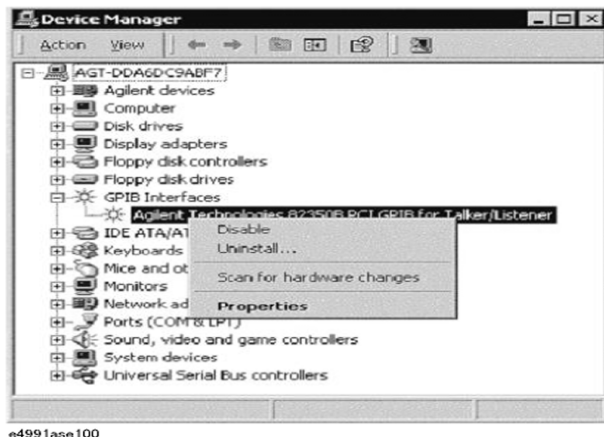 Device Manager
Action View
AGT-DDA6DC9ABF7
Agilent devices
Computer
Disk drives
Display adapters
Floppy disk controllers
Floppy disk drives
GPIB Interfaces
Agilent Technologies 82350B PCI GPIB for Talker/Listener
IDE ATA/AT
Disable
Keyboards
Uninstall...
Mice and ot
Scan for hardware changes
Monitors
Network ad
Properties
Ports (COM & LPT)
Sound, video and game controllers
System devices
Universal Serial Bus controllers
e4991ase100